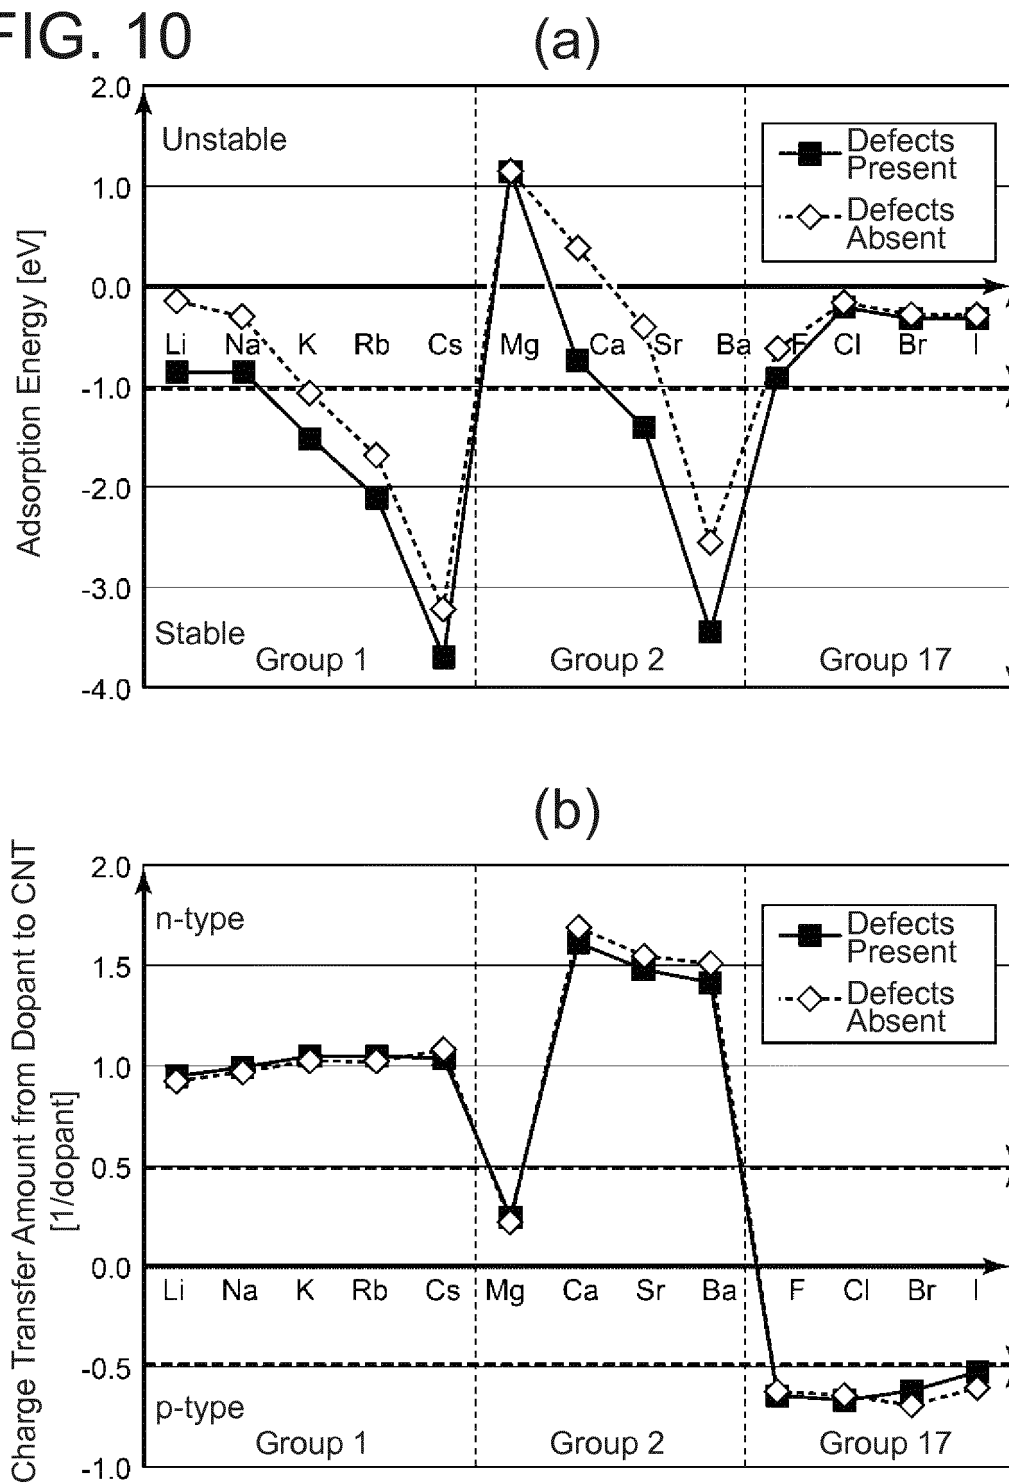 FIG. 10
(a)
2.0
1.0
0.0
-1.0
-2.0
-3.0
-4.0
Adsorption Energy [eV]
Unstable
Defects
Present
Defects
Absent
Li Na K Rb Cs Mg Ca Sr Ba F Cl Br I
Stable
Group 1 Group 2 Group 17
(b)
2.0
1.5
1.0
0.5
0.0
-0.5
-1.0
Charge Transfer Amount from Dopant to CNT
[1/dopant]
n-type
Defects
Present
Defects
Absent
Li Na K Rb Cs Mg Ca Sr Ba F Cl Br I
p-type
Group 1 Group 2 Group 17